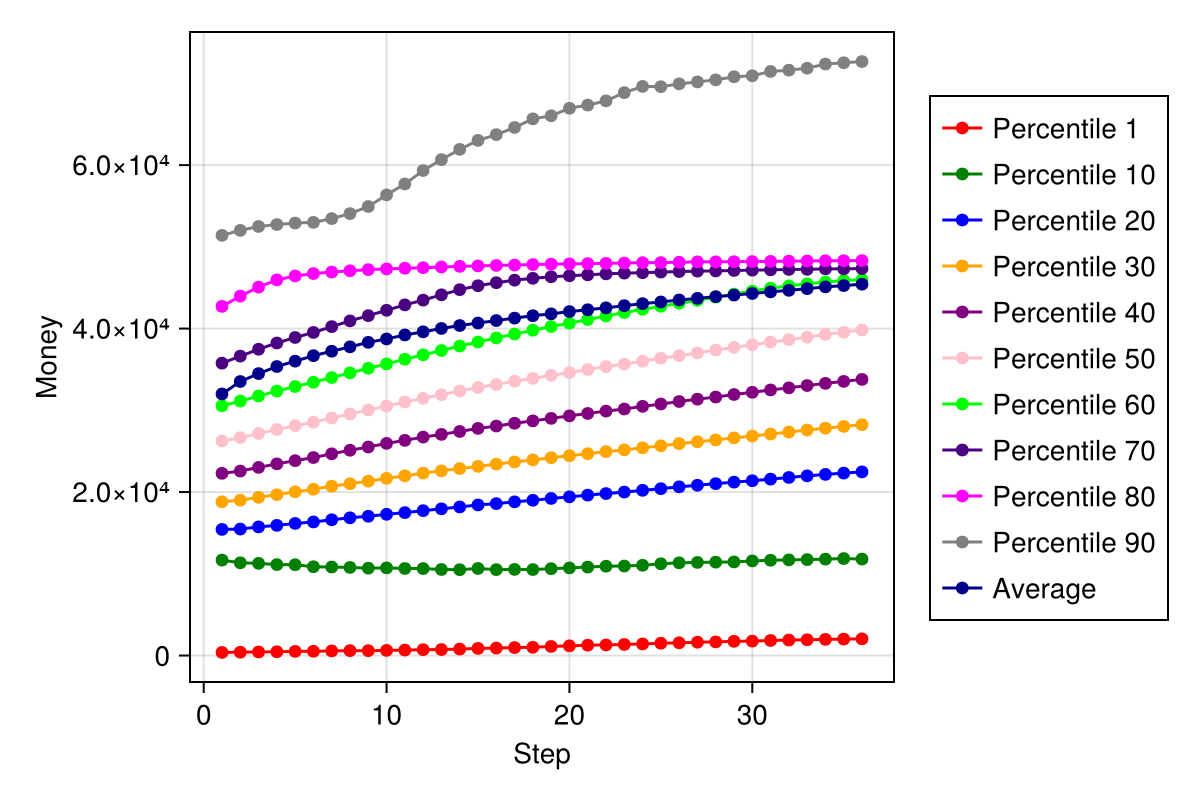 Money
6.0×10⁴
4.0×10⁴
2.0×10⁴
0
0 10 20 30
Step
Percentile 1
Percentile 10
Percentile 20
Percentile 30
Percentile 40
Percentile 50
Percentile 60
Percentile 70
Percentile 80
Percentile 90
Average